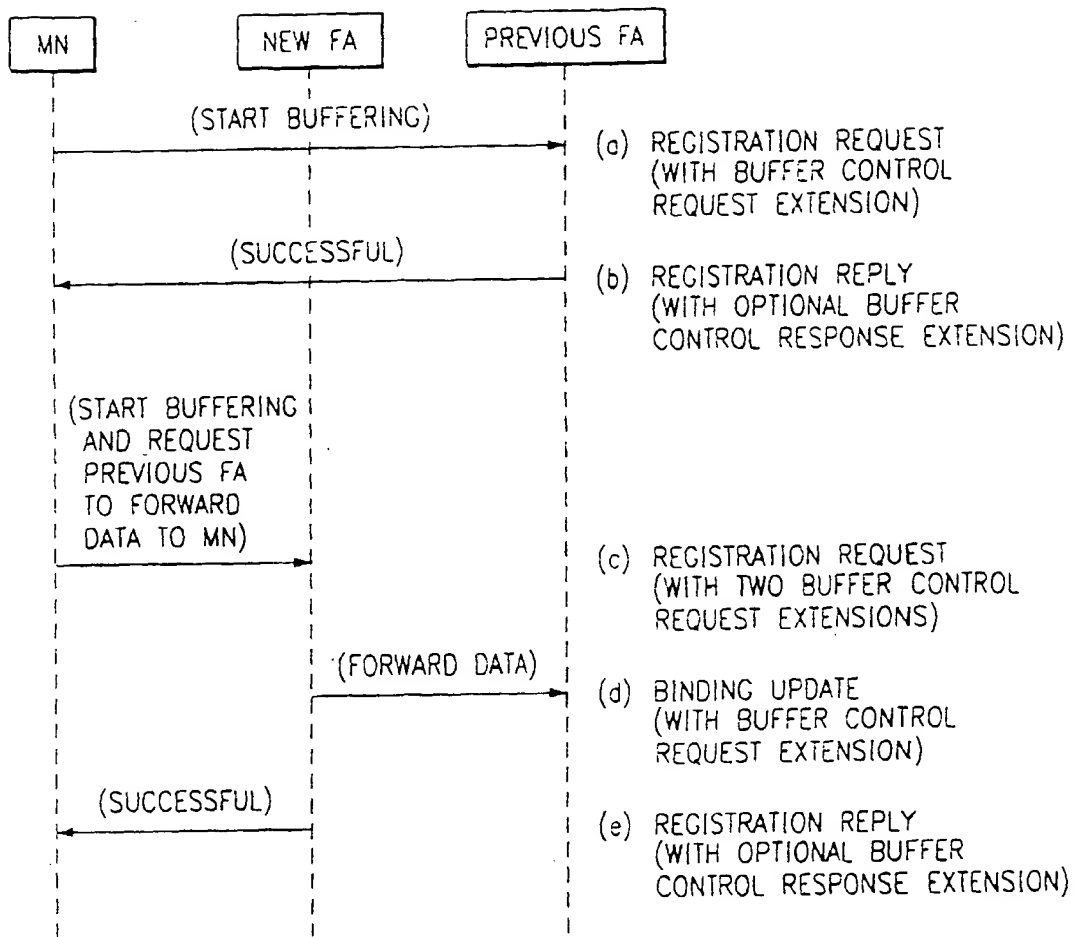 MN
NEW FA
PREVIOUS FA
(START BUFFERING)
(a) REGISTRATION REQUEST
(WITH BUFFER CONTROL
REQUEST EXTENSION)
(SUCCESSFUL)
(b) REGISTRATION REPLY
(WITH OPTIONAL BUFFER
CONTROL RESPONSE EXTENSION)
(START BUFFERING
AND REQUEST
PREVIOUS FA
TO FORWARD
DATA TO MN)
(c) REGISTRATION REQUEST
(WITH TWO BUFFER CONTROL
REQUEST EXTENSIONS)
(FORWARD DATA)
(d) BINDING UPDATE
(WITH BUFFER CONTROL
REQUEST EXTENSION)
(SUCCESSFUL)
(e) REGISTRATION REPLY
(WITH OPTIONAL BUFFER
CONTROL RESPONSE EXTENSION)